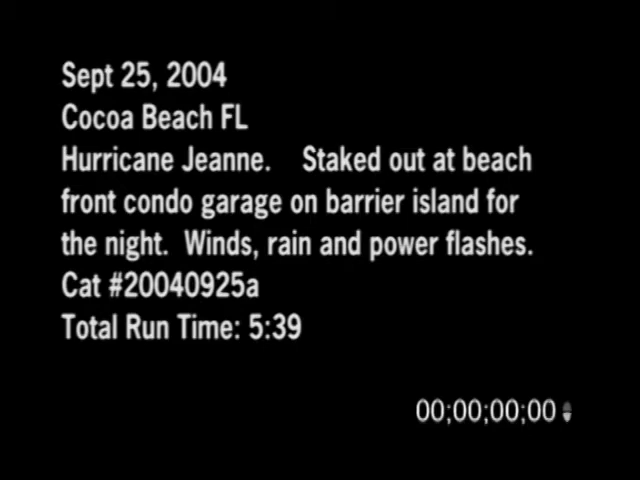 Sept 25, 2004
Cocoa Beach FL
Hurricane Jeanne.    Staked out at beach
front condo garage on barrier island for
the night.  Winds, rain and power flashes.
Cat #20040925a
Total Run Time: 5:39
00;00;00;00